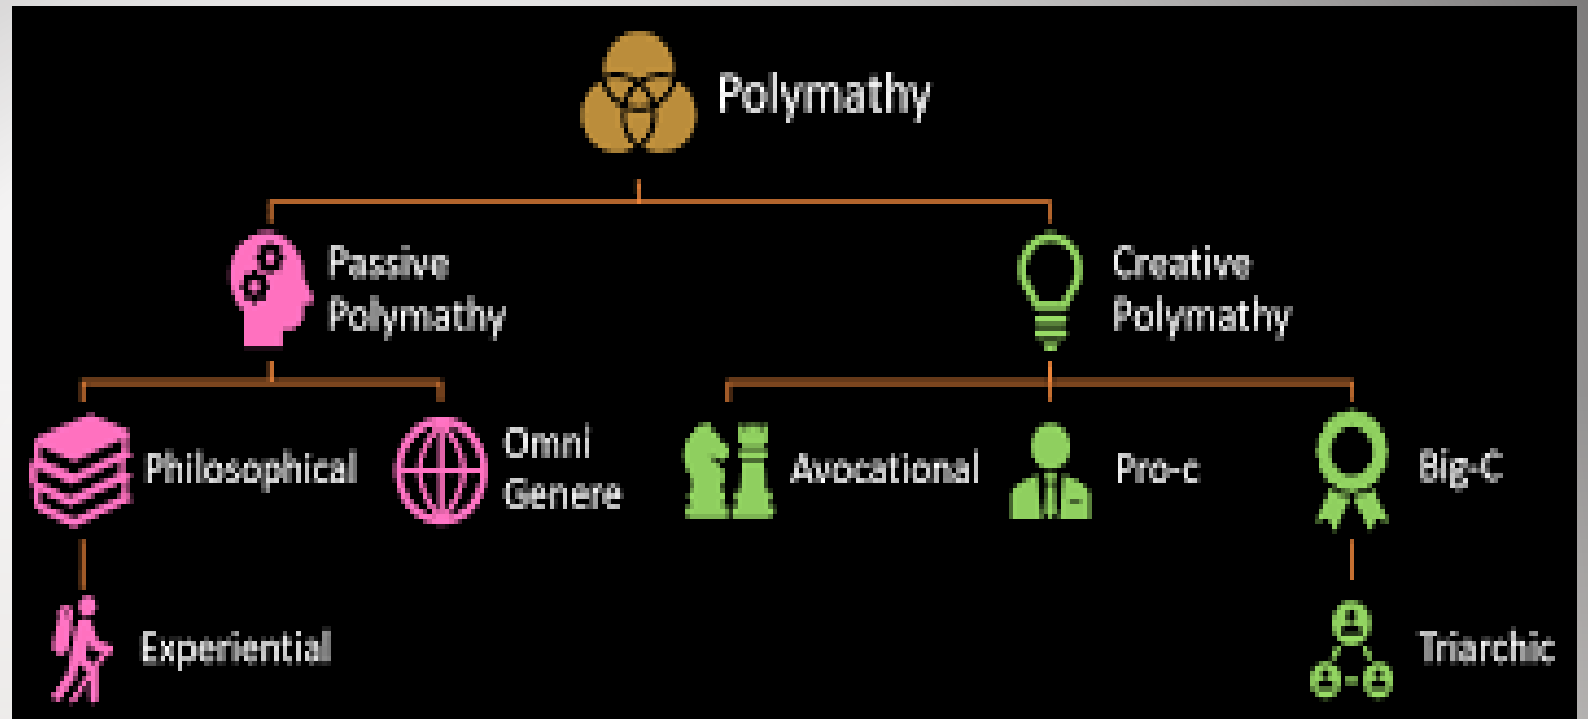 Polymathy
Passive
Polymathy
Creative
Polymathy
Philosophical
Omni
Genere
Avocational
Pro-c
Big-C
Experiential
Triarchic